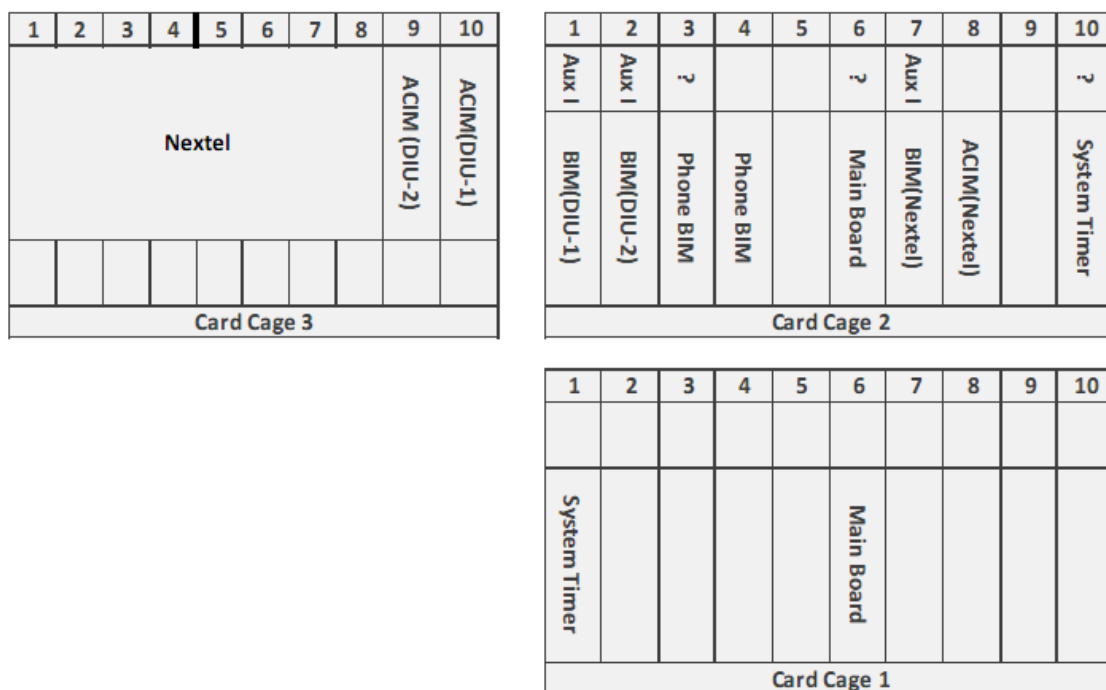 1 2 3 4 5 6 7 8 9 10
Nextel
ACIM (DIU-2)
ACIM(DIU-1)
Card Cage 3
1 2 3 4 5 6 7 8 9 10
Aux I Aux I ? ? Aux I ?
BIM(DIU-1)
BIM(DIU-2)
Phone BIM
Phone BIM
Main Board
BIM(Nextel)
ACIM(Nextel)
System Timer
Card Cage 2
1 2 3 4 5 6 7 8 9 10
System Timer
Main Board
Card Cage 1